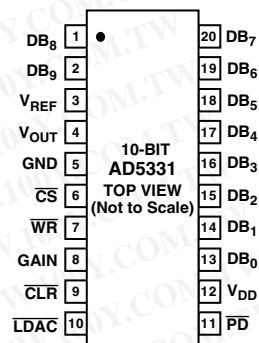 DB8 1 20 DB7
DB9 2 19 DB6
VREF 3 18 DB5
VOUT 4 17 DB4
GND 5 16 DB3
CS 6 15 DB2
WR 7 14 DB1
GAIN 8 13 DB0
CLR 9 12 VDD
LDAC 10 11 PD
10-BIT
AD5331
TOP VIEW
(Not to Scale)